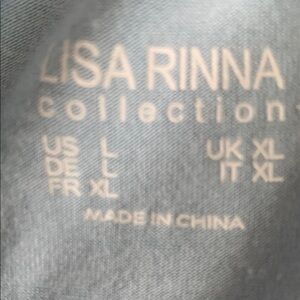 LISA RINNA
collection
US L UK XL
DE L IT XL
FR XL
MADE IN CHINA